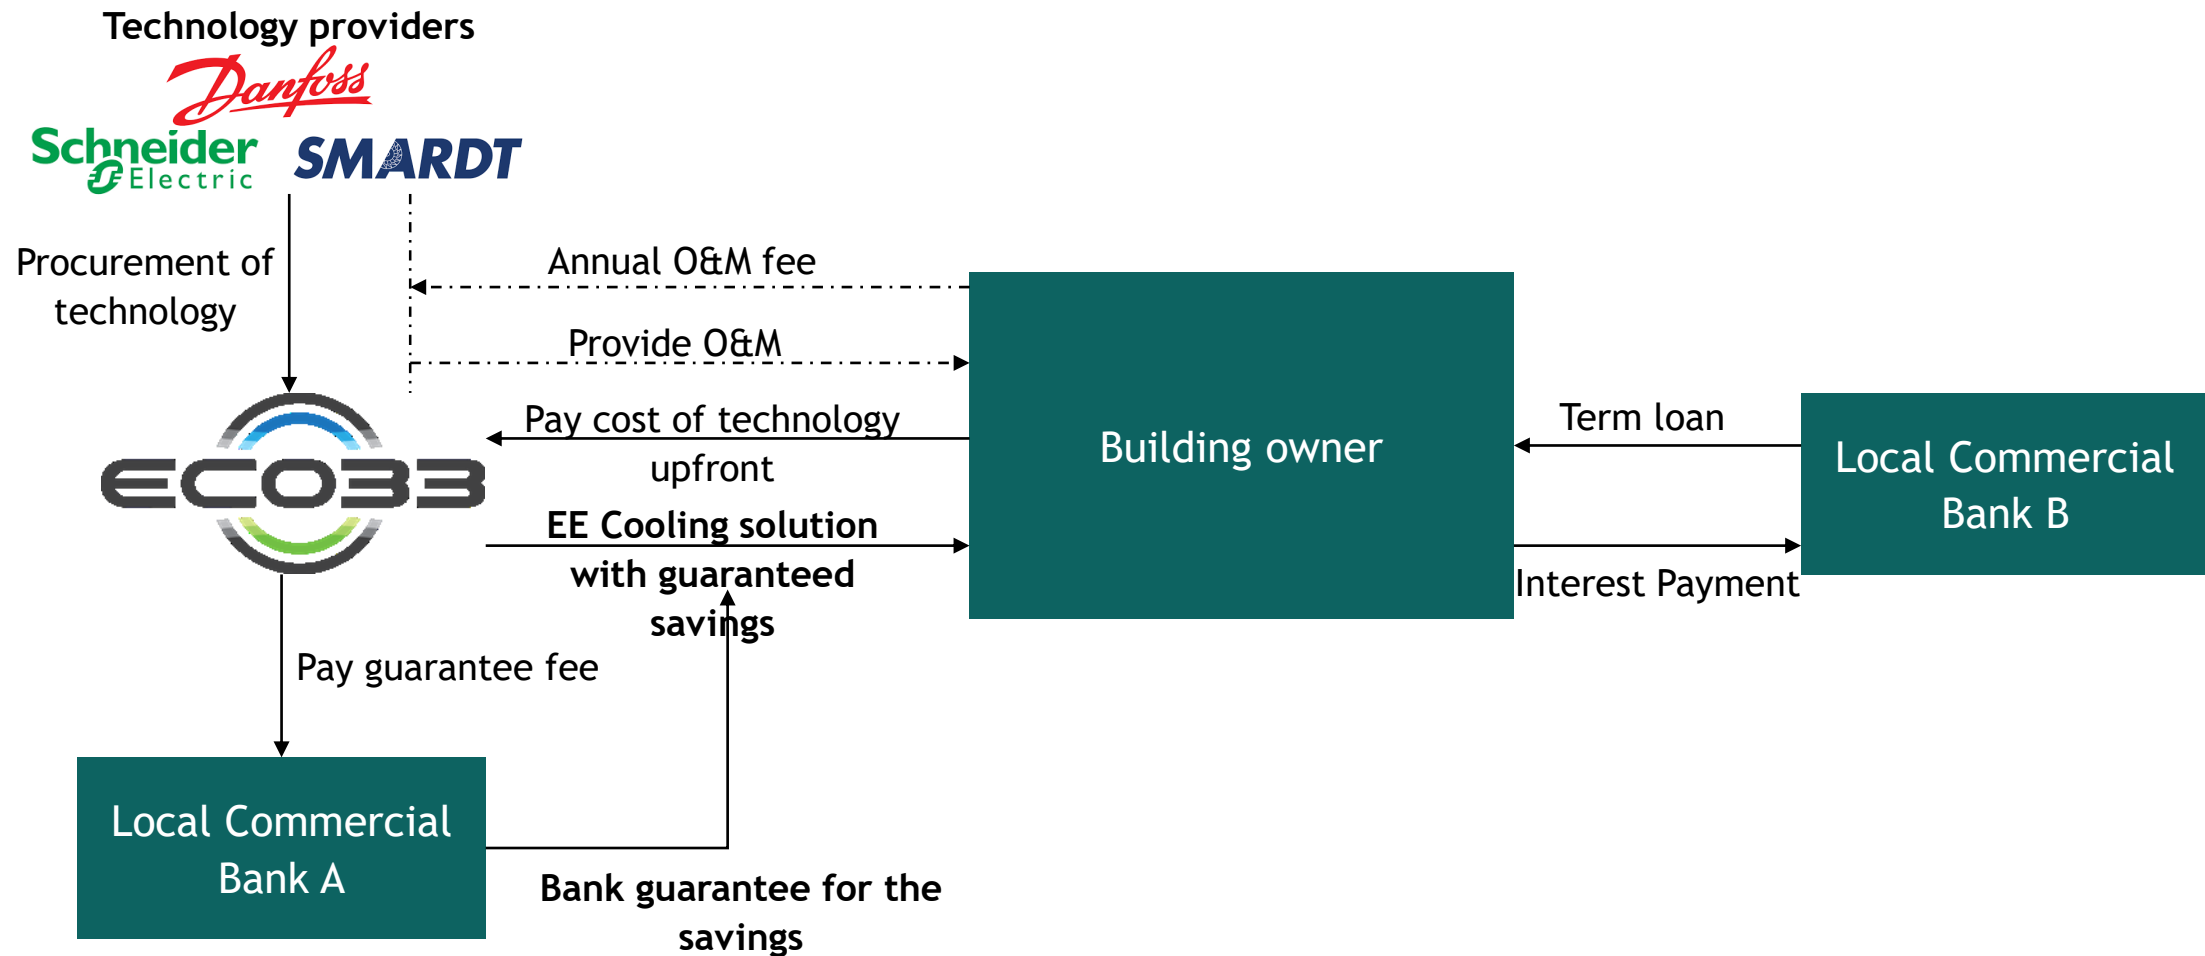 Technology providers
Danfoss
Schneider
Electric
SMARDT
Procurement of
technology
Annual O&M fee
Provide O&M
Pay cost of technology
upfront
ECO33
EE Cooling solution
with guaranteed
savings
Building owner
Term loan
Interest Payment
Local Commercial
Bank B
Pay guarantee fee
Local Commercial
Bank A
Bank guarantee for the
savings